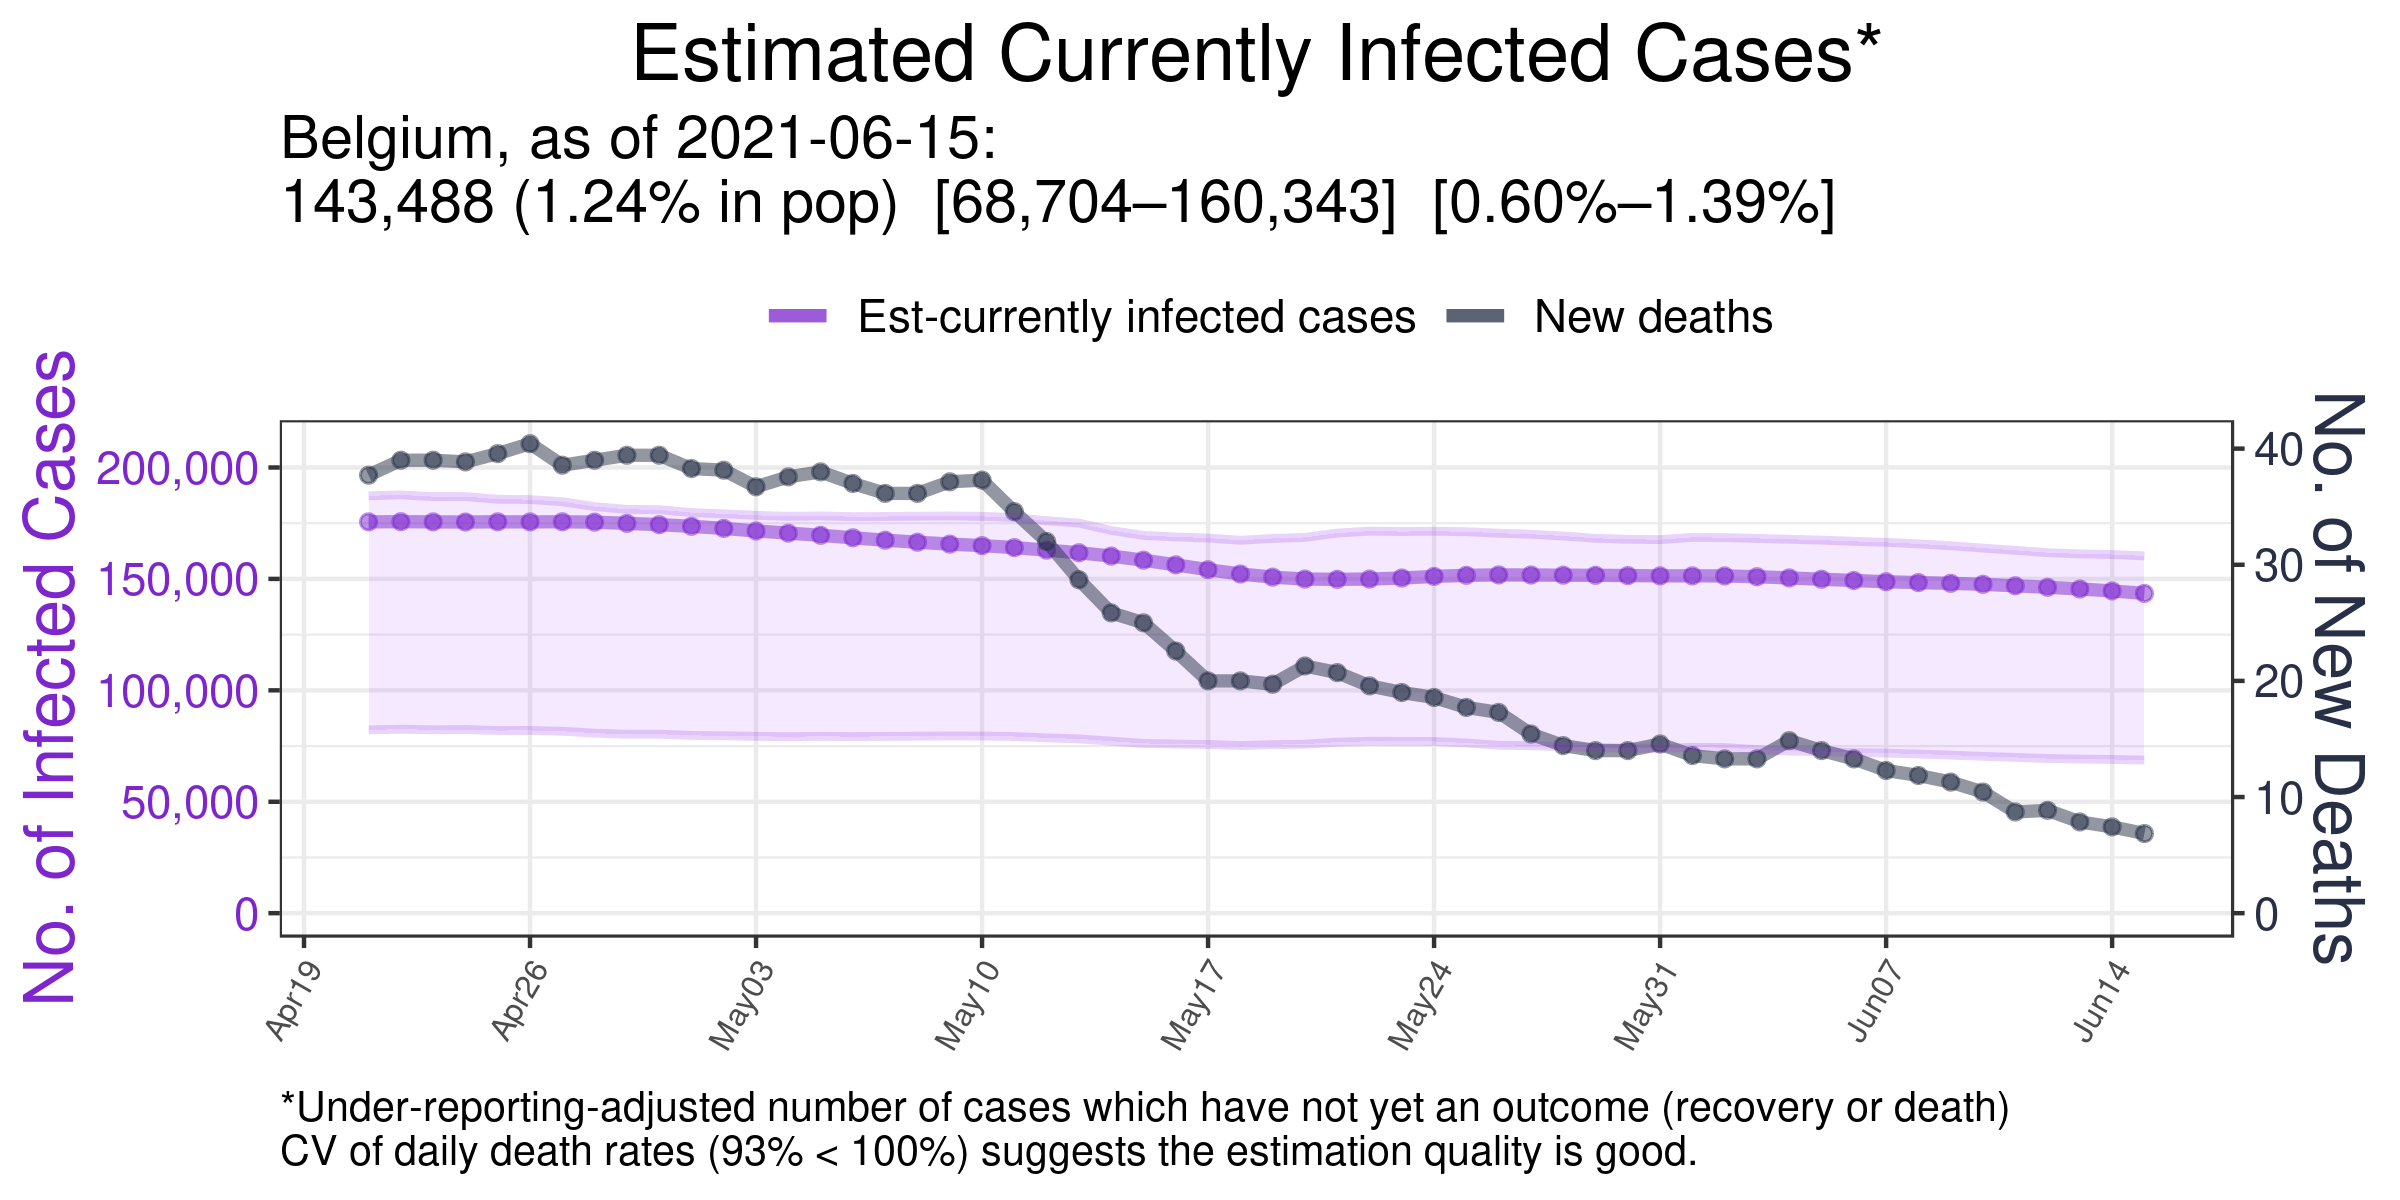 Estimated Currently Infected Cases*
Belgium, as of 2021-06-15:
143,488 (1.24% in pop)  [68,704–160,343]  [0.60%–1.39%]
Est-currently infected cases
New deaths
No. of Infected Cases
200,000
150,000
100,000
50,000
0
40
30
20
10
0
No. of New Deaths
Apr19
Apr26
May03
May10
May17
May24
May31
Jun07
Jun14
*Under-reporting-adjusted number of cases which have not yet an outcome (recovery or death)
CV of daily death rates (93% < 100%) suggests the estimation quality is good.